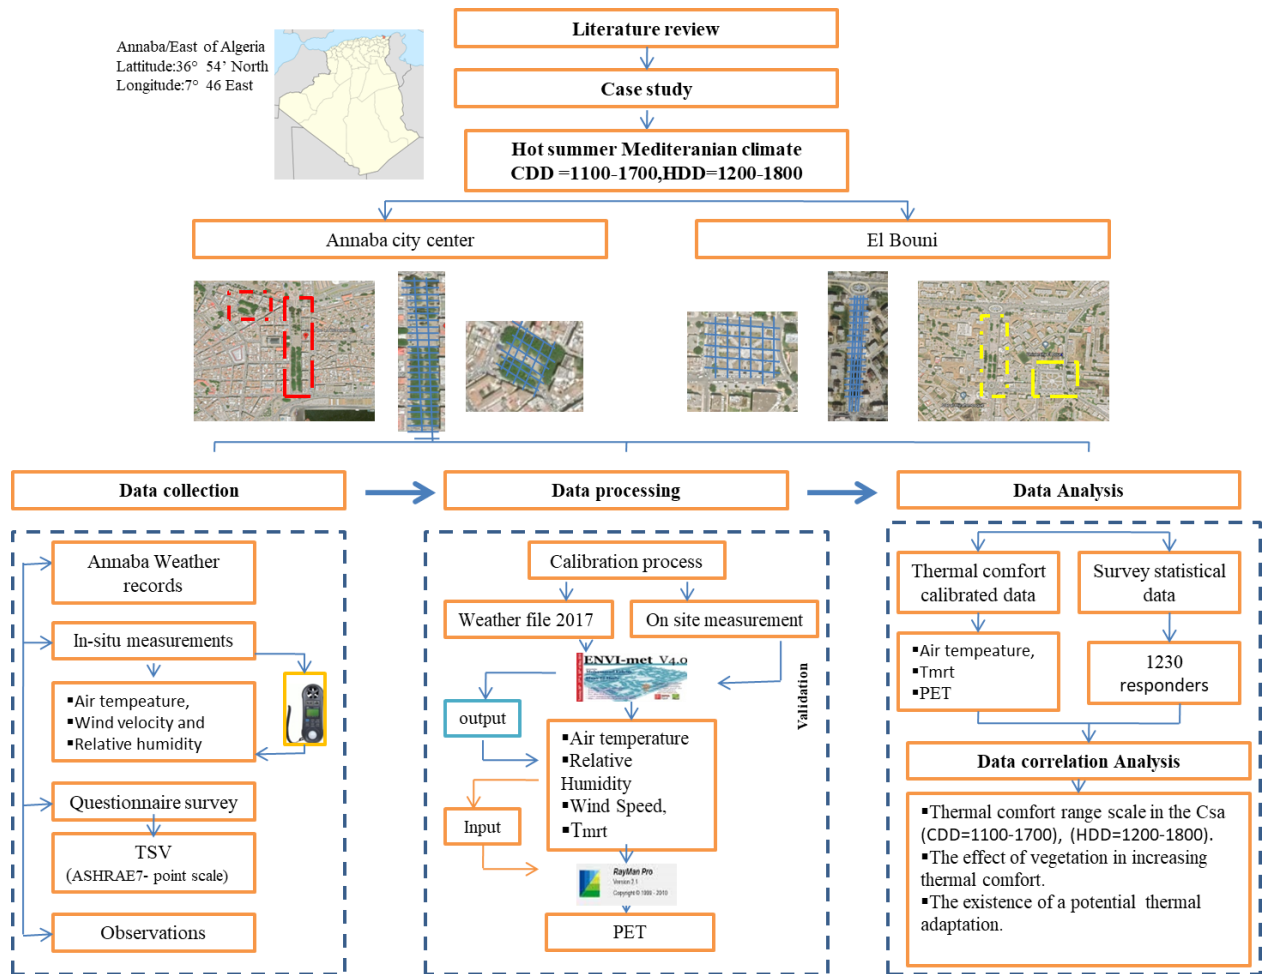 Annaba/East of Algeria
Lattitude:36° 54’ North
Longitude:7° 46 East
Literature review
Case study
Hot summer Mediteranian climate
CDD =1100-1700,HDD=1200-1800
Annaba city center
El Bouni
Data collection
Data processing
Data Analysis
Annaba Weather
records
In-situ measurements
▪Air tempeature,
▪Wind velocity and
▪Relative humidity
Questionnaire survey
TSV
(ASHRAE7- point scale)
Observations
Calibration process
Weather file 2017
On site measurement
ENVI-met V4.0
Validation
output
▪Air temperature
▪Relative
Humidity
▪Wind Speed,
▪Tmrt
Input
RayMan Pro
Version 2.1
PET
Thermal comfort
calibrated data
Survey statistical
data
▪Air tempeature,
▪Tmrt
▪PET
1230
responders
Data correlation Analysis
▪Thermal comfort range scale in the Csa
(CDD=1100-1700), (HDD=1200-1800).
▪The effect of vegetation in increasing
thermal comfort.
▪The existence of a potential thermal
adaptation.